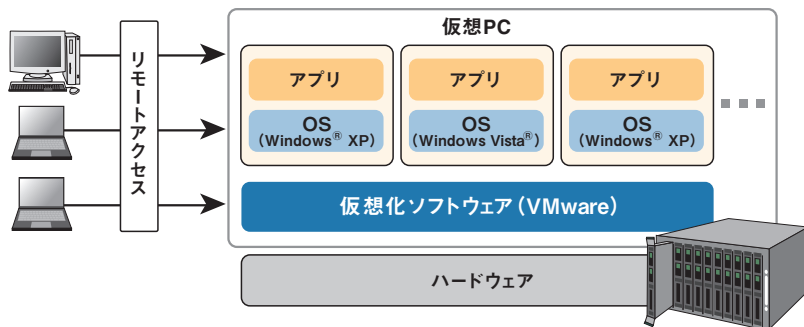 仮想PC
リモートアクセス
アプリ
アプリ
アプリ
OS
(Windows® XP)
OS
(Windows Vista®)
OS
(Windows® XP)
仮想化ソフトウェア(VMware)
ハードウェア